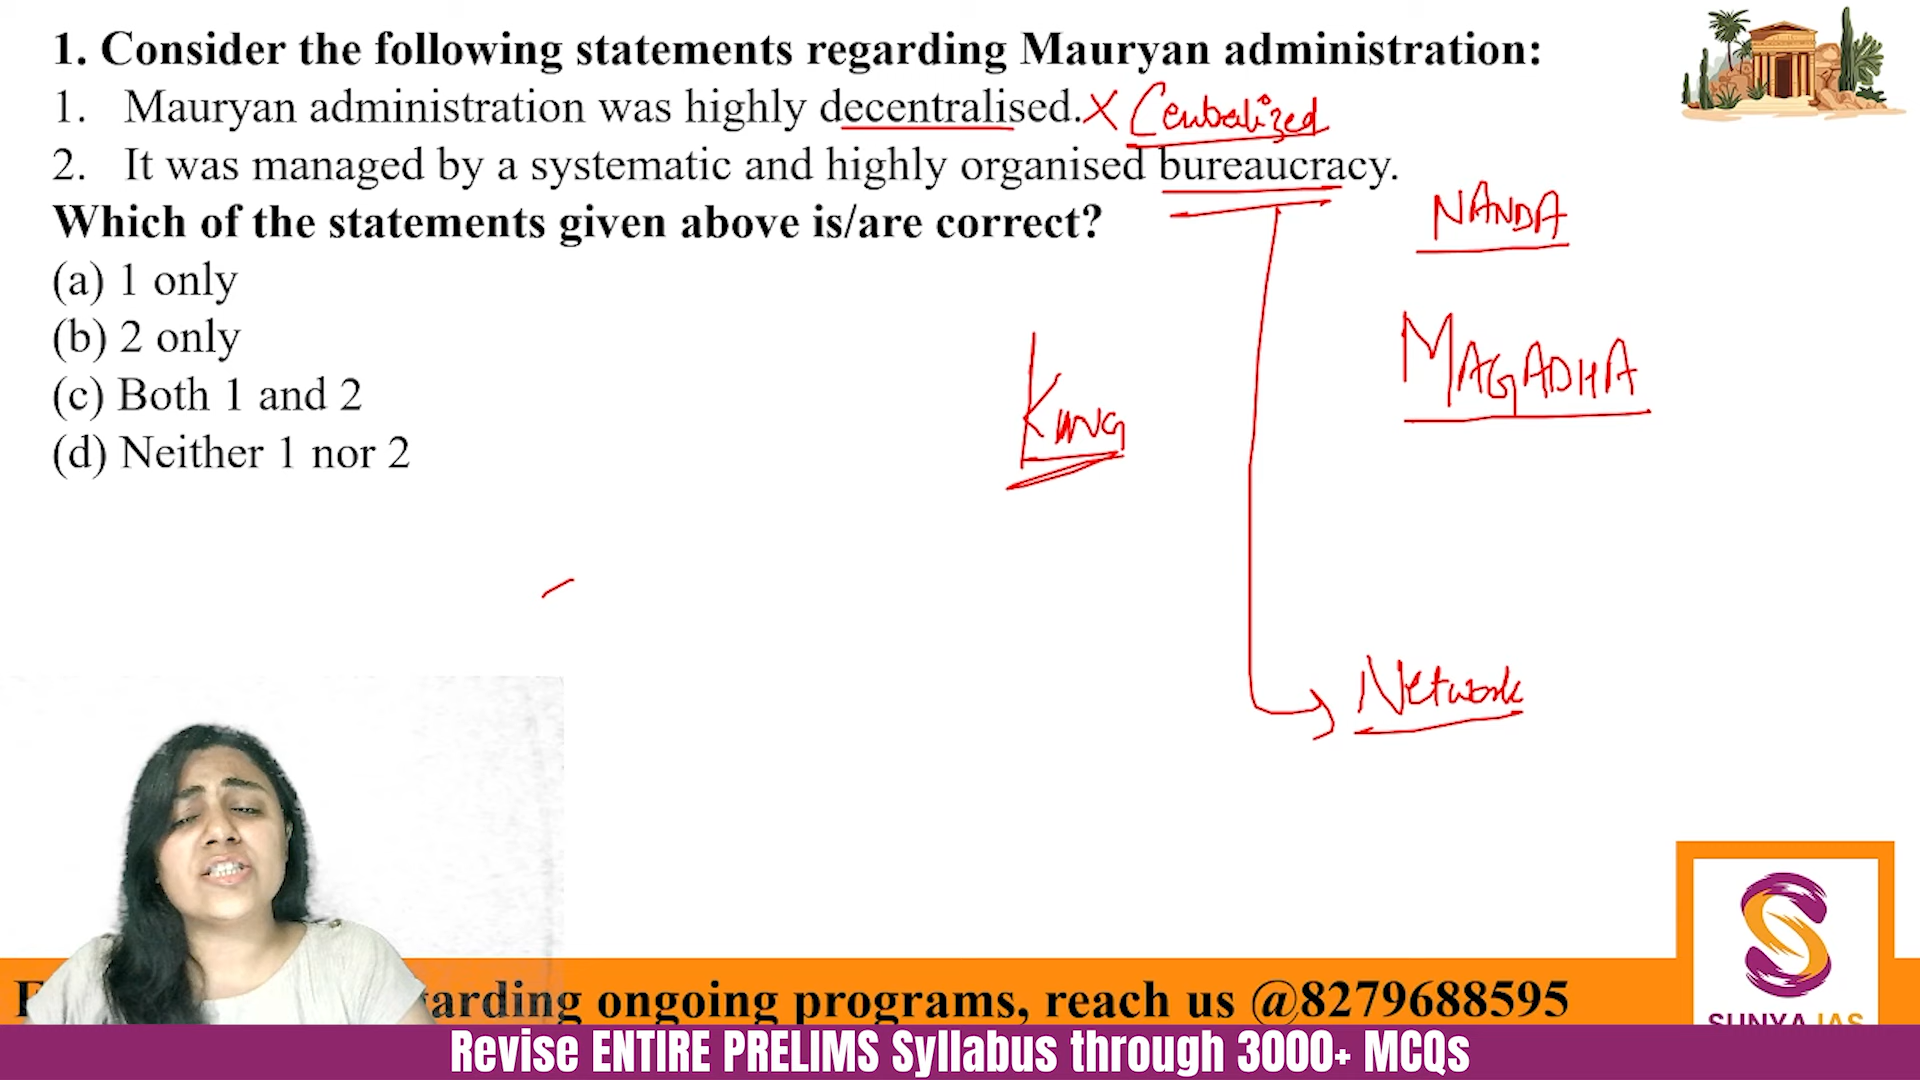 1. Consider the following statements regarding Mauryan administration:
1. Mauryan administration was highly decentralised. X Centralized
2. It was managed by a systematic and highly organised bureaucracy.
NANDA
Which of the statements given above is/are correct?
(a) 1 only
(b) 2 only
MAGADHA
(c) Both 1 and 2
KING
(d) Neither 1 nor 2
Network
garding ongoing programs, reach us @8279688595
SUNYA IAS
Revise ENTIRE PRELIMS Syllabus through 3000+ MCQs